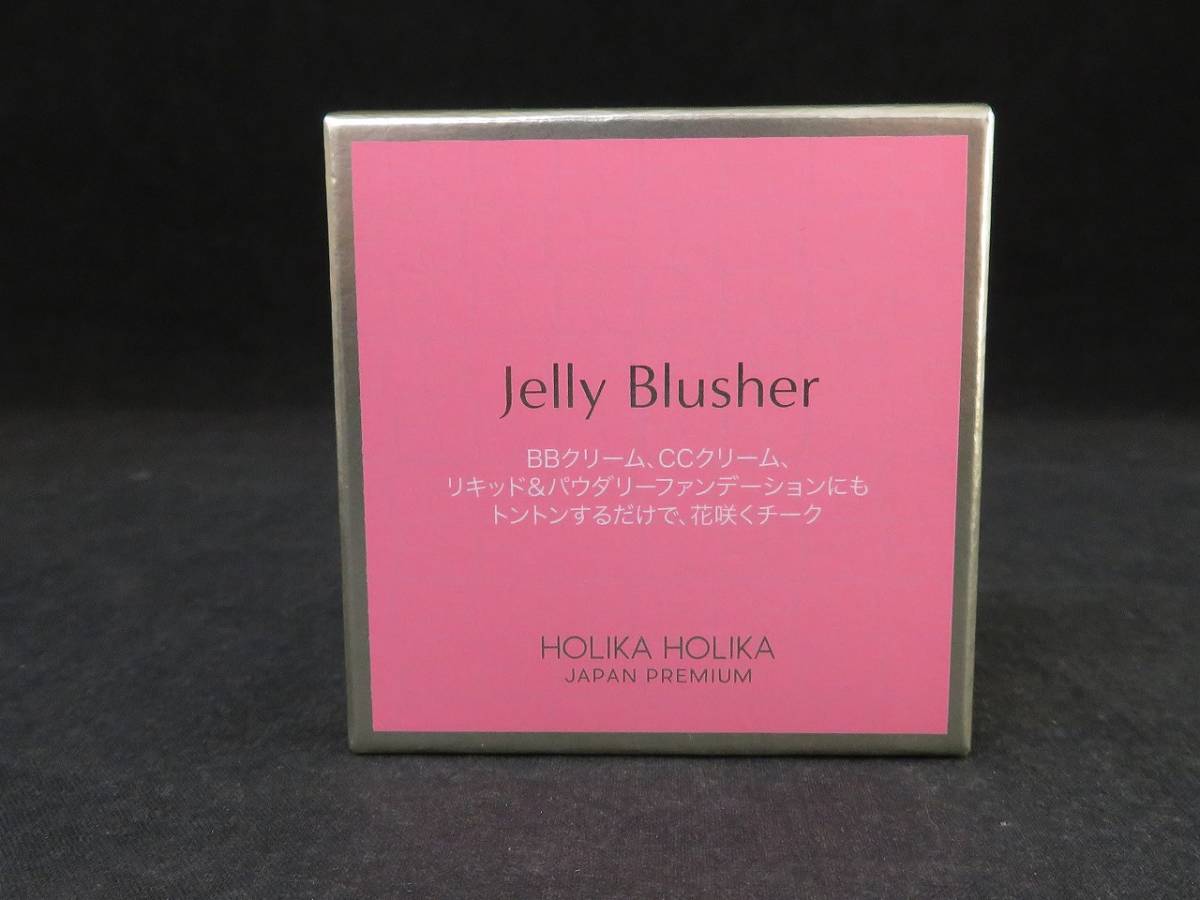 Jelly Blusher
BBクリーム、CCクリーム、
リキッド&パウダリーファンデーションにも
トントンするだけで、花咲くチーク
HOLIKA HOLIKA
JAPAN PREMIUM